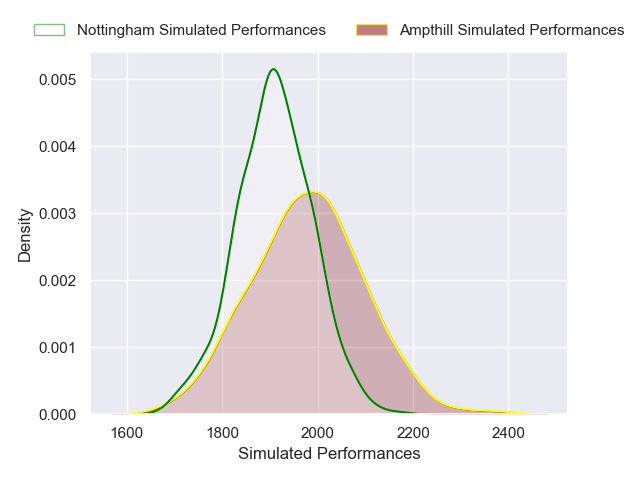 Nottingham Simulated Performances Ampthill Simulated Performances
0.005
0.004
0.003
0.002
0.001
0.000
Density
1600 1800 2000 2200 2400
Simulated Performances